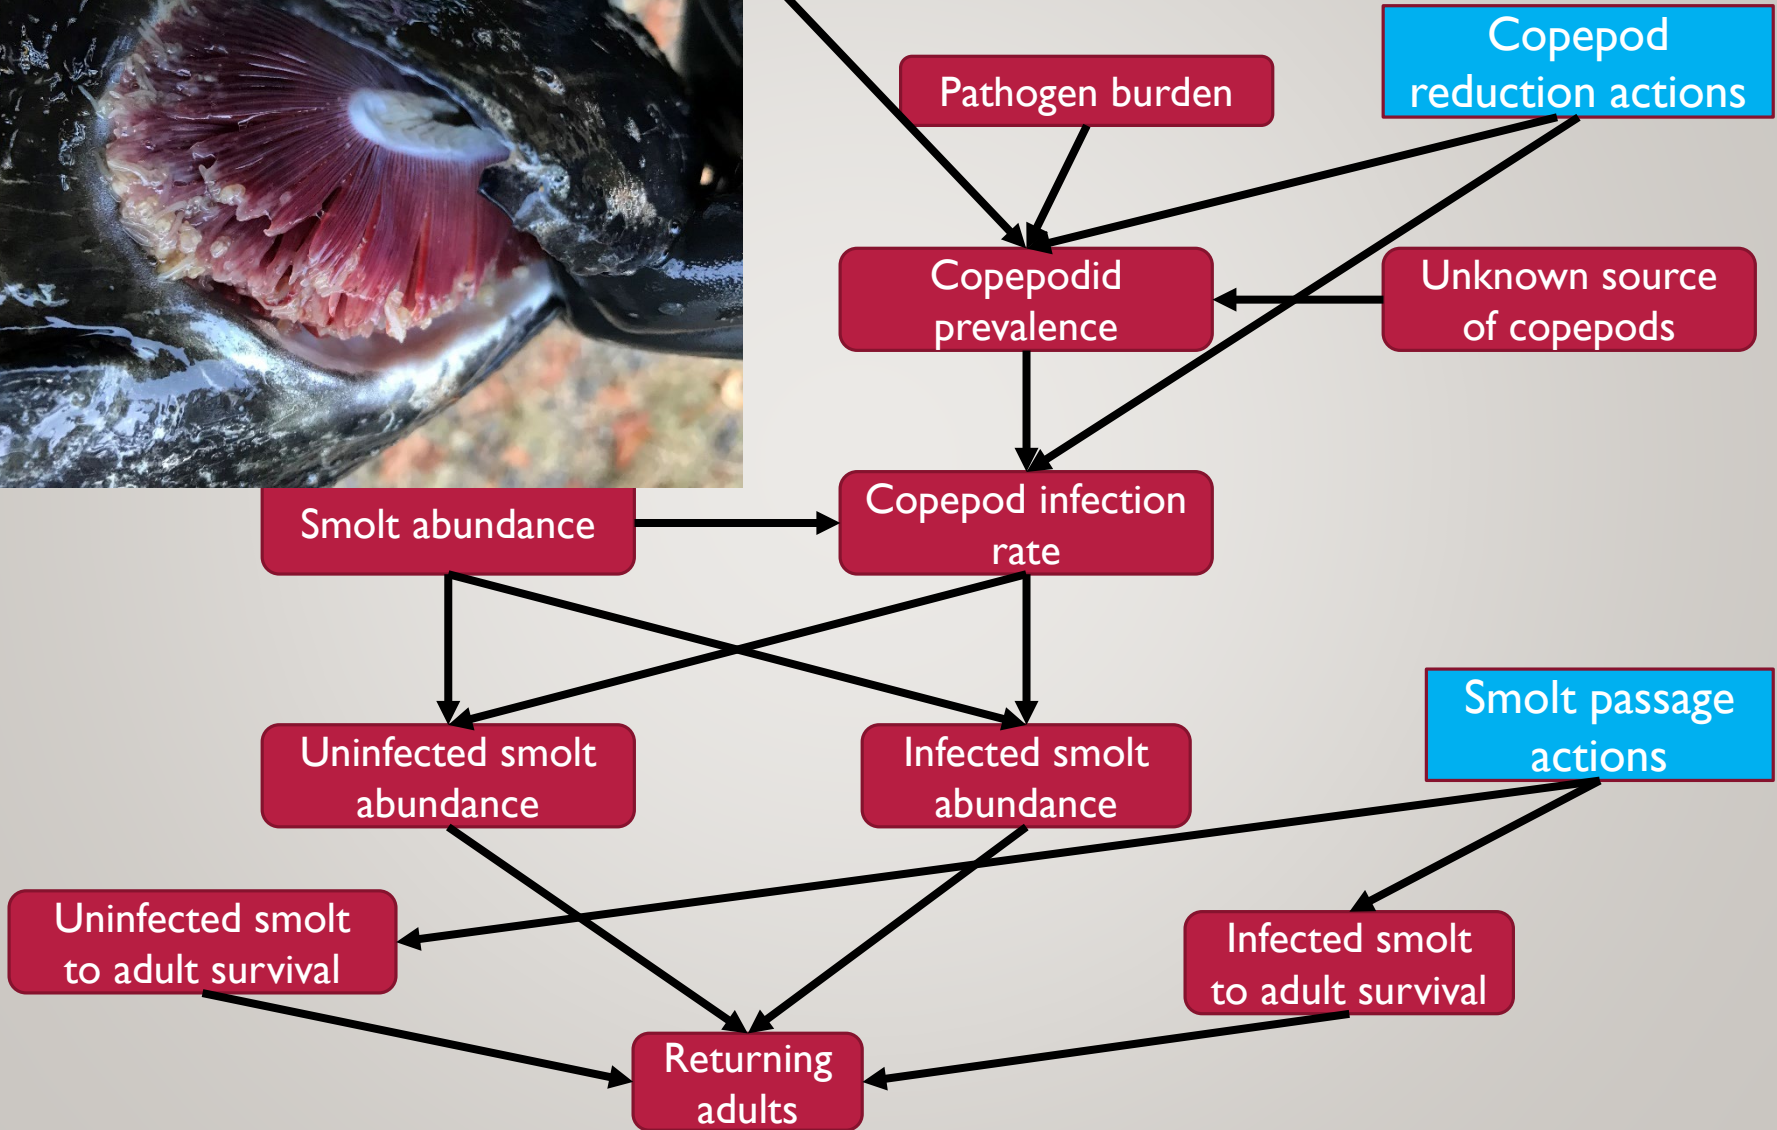 Copepod
reduction actions
Pathogen burden
Copepodid
prevalence
Unknown source
of copepods
Smolt abundance
Copepod infection
rate
Uninfected smolt
abundance
Infected smolt
abundance
Smolt passage
actions
Uninfected smolt
to adult survival
Infected smolt
to adult survival
Returning
adults